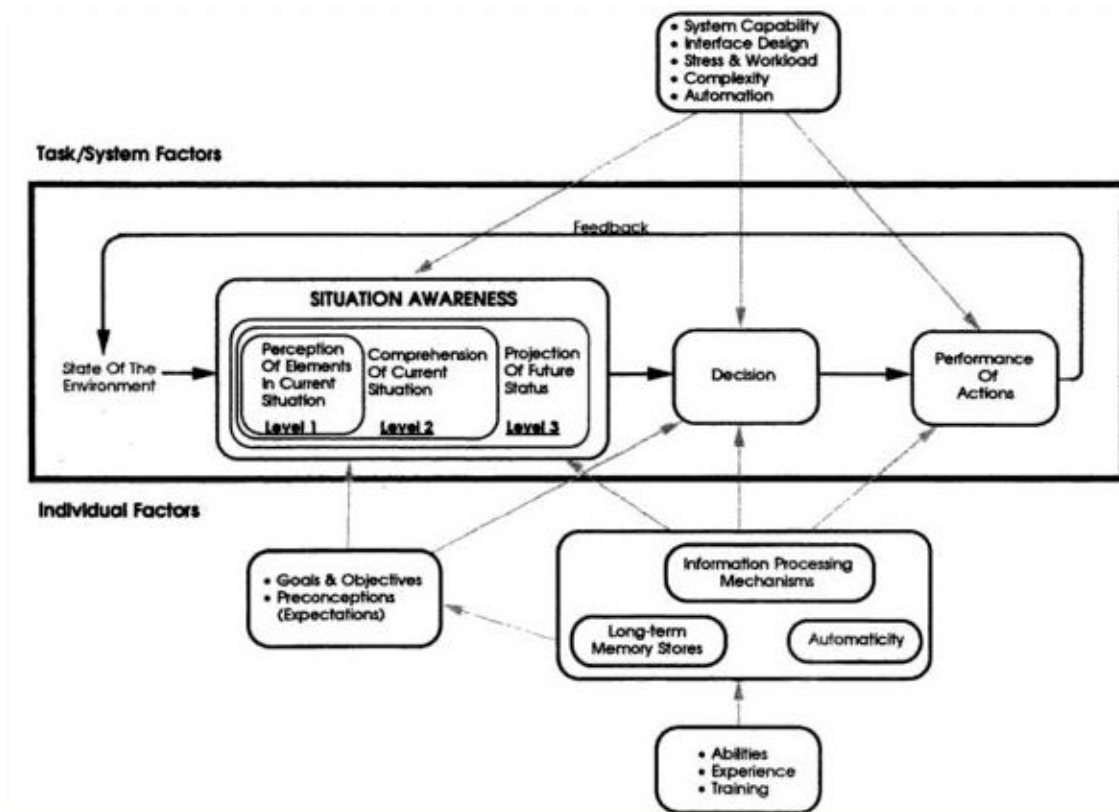 • System Capability
• Interface Design
• Stress & Workload
• Complexity
• Automation
Task/System Factors
Feedback
SITUATION AWARENESS
State Of The
Environment
Perception
Of Elements
In Current
Situation
Level 1
Comprehension
Of Current
Situation
Level 2
Projection
Of Future
Status
Level 3
Decision
Performance
Of
Actions
Individual Factors
• Goals & Objectives
• Preconceptions
(Expectations)
Information Processing
Mechanisms
Long-term
Memory Stores
Automaticity
• Abilities
• Experience
• Training